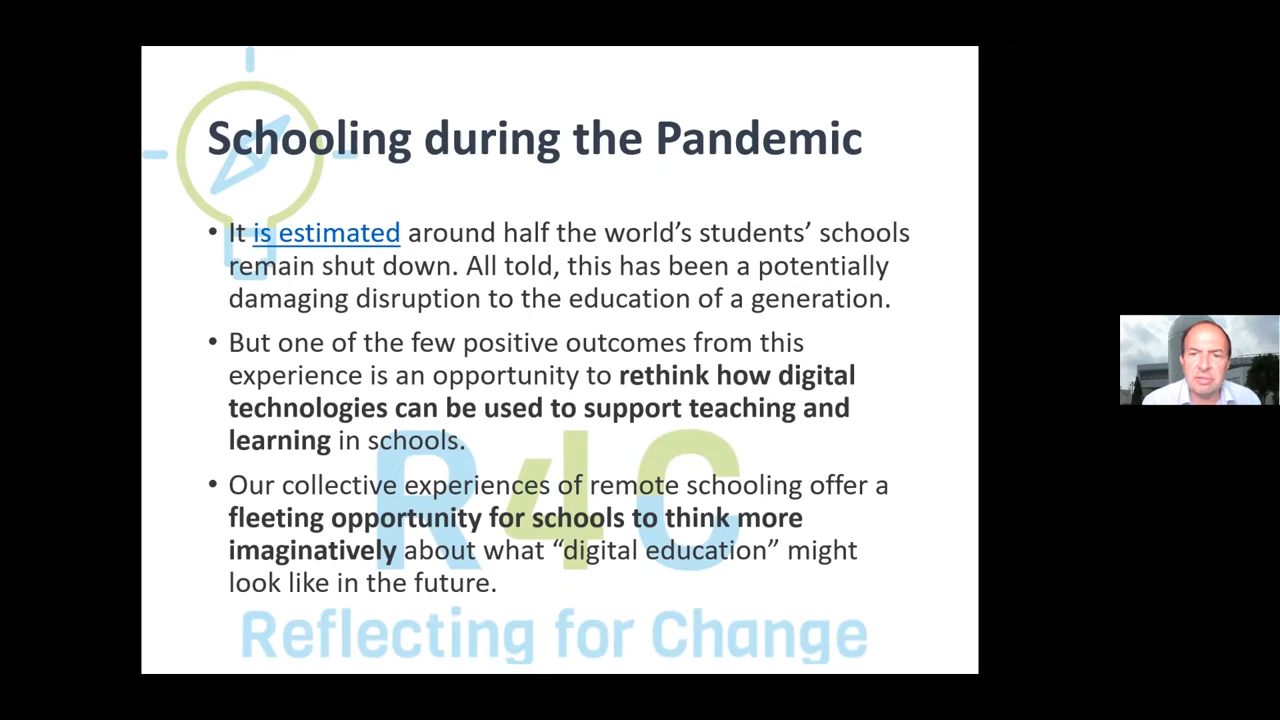 Schooling during the Pandemic
• It is estimated around half the world’s students’ schools
remain shut down. All told, this has been a potentially
damaging disruption to the education of a generation.
• But one of the few positive outcomes from this
experience is an opportunity to rethink how digital
technologies can be used to support teaching and
learning in schools.
• Our collective experiences of remote schooling offer a
fleeting opportunity for schools to think more
imaginatively about what “digital education” might
look like in the future.
R4C
Reflecting for Change